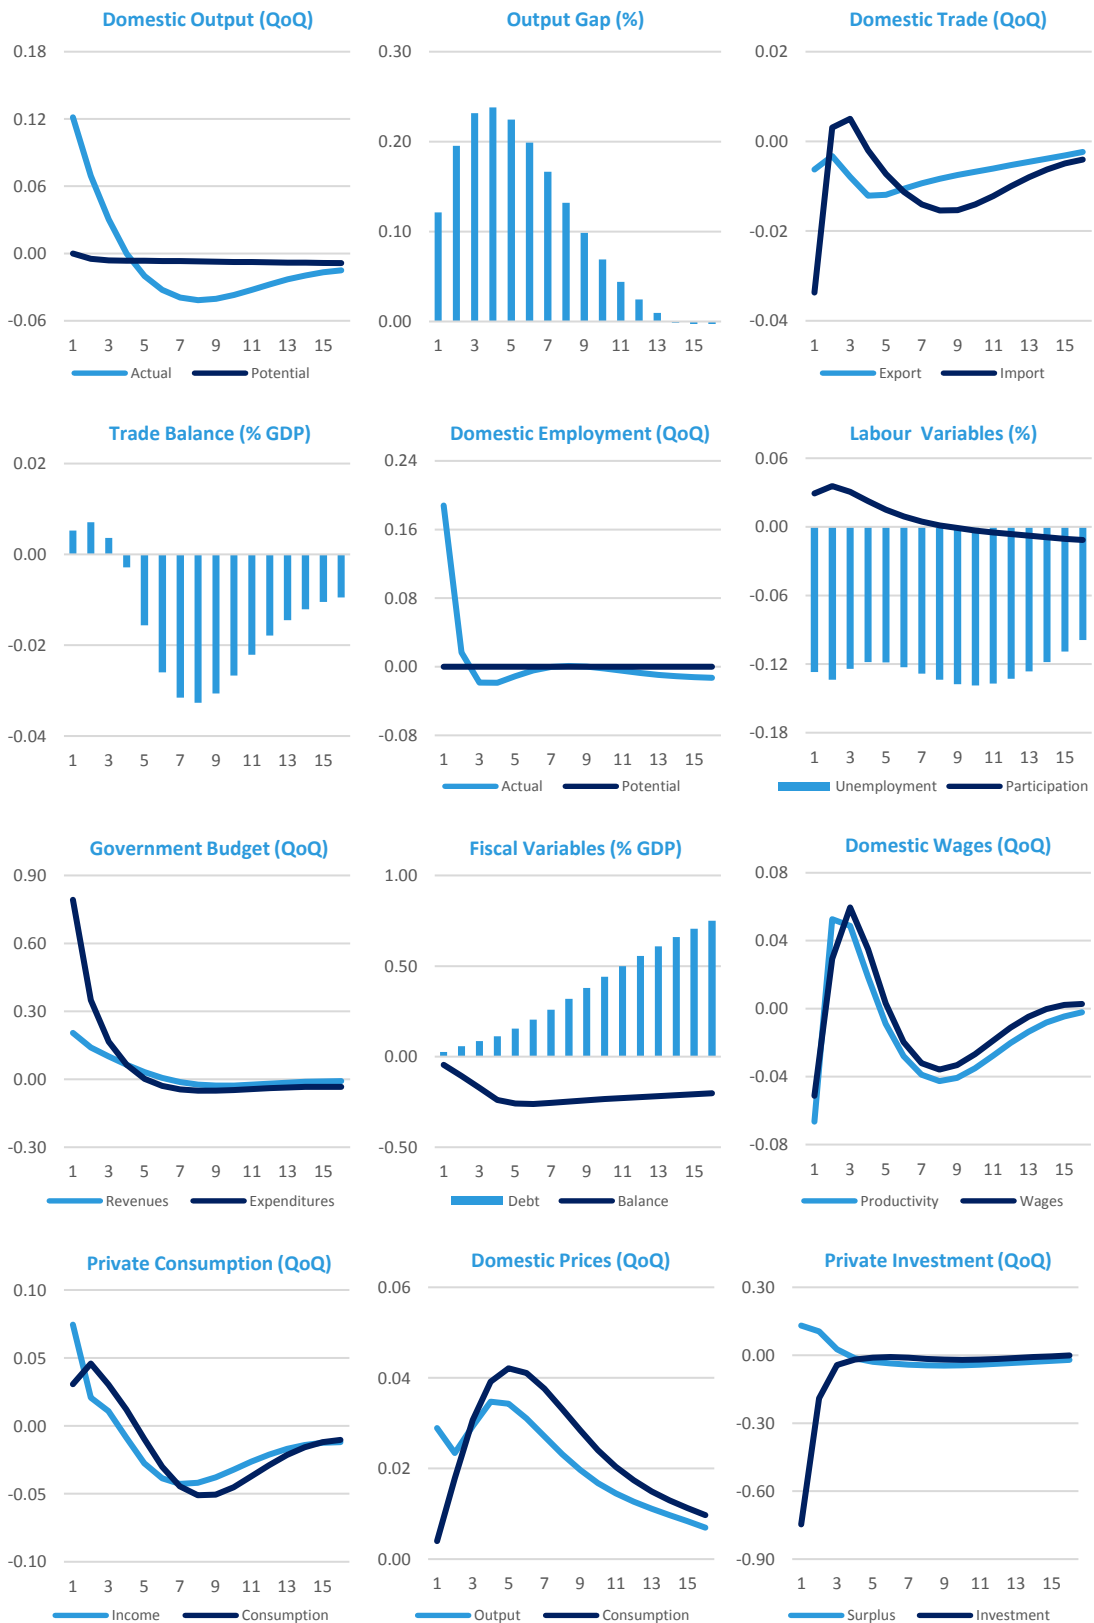 Domestic Output (QoQ)
0.18
0.12
0.06
0.00
-0.06
1 3 5 7 9 11 13 15
Actual Potential
Output Gap (%)
0.30
0.20
0.10
0.00
1 3 5 7 9 11 13 15
Domestic Trade (QoQ)
0.02
0.00
-0.02
-0.04
1 3 5 7 9 11 13 15
Export Import
Trade Balance (% GDP)
0.02
0.00
-0.02
-0.04
1 3 5 7 9 11 13 15
Domestic Employment (QoQ)
0.24
0.16
0.08
0.00
-0.08
1 3 5 7 9 11 13 15
Actual Potential
Labour Variables (%)
0.06
0.00
-0.06
-0.12
-0.18
1 3 5 7 9 11 13 15
Unemployment Participation
Government Budget (QoQ)
0.90
0.60
0.30
0.00
-0.30
1 3 5 7 9 11 13 15
Revenues Expenditures
Fiscal Variables (% GDP)
1.00
0.50
0.00
-0.50
1 3 5 7 9 11 13 15
Debt Balance
Domestic Wages (QoQ)
0.08
0.04
0.00
-0.04
-0.08
1 3 5 7 9 11 13 15
Productivity Wages
Private Consumption (QoQ)
0.10
0.05
0.00
-0.05
-0.10
1 3 5 7 9 11 13 15
Income Consumption
Domestic Prices (QoQ)
0.06
0.04
0.02
0.00
1 3 5 7 9 11 13 15
Output Consumption
Private Investment (QoQ)
0.30
0.00
-0.30
-0.60
-0.90
1 3 5 7 9 11 13 15
Surplus Investment